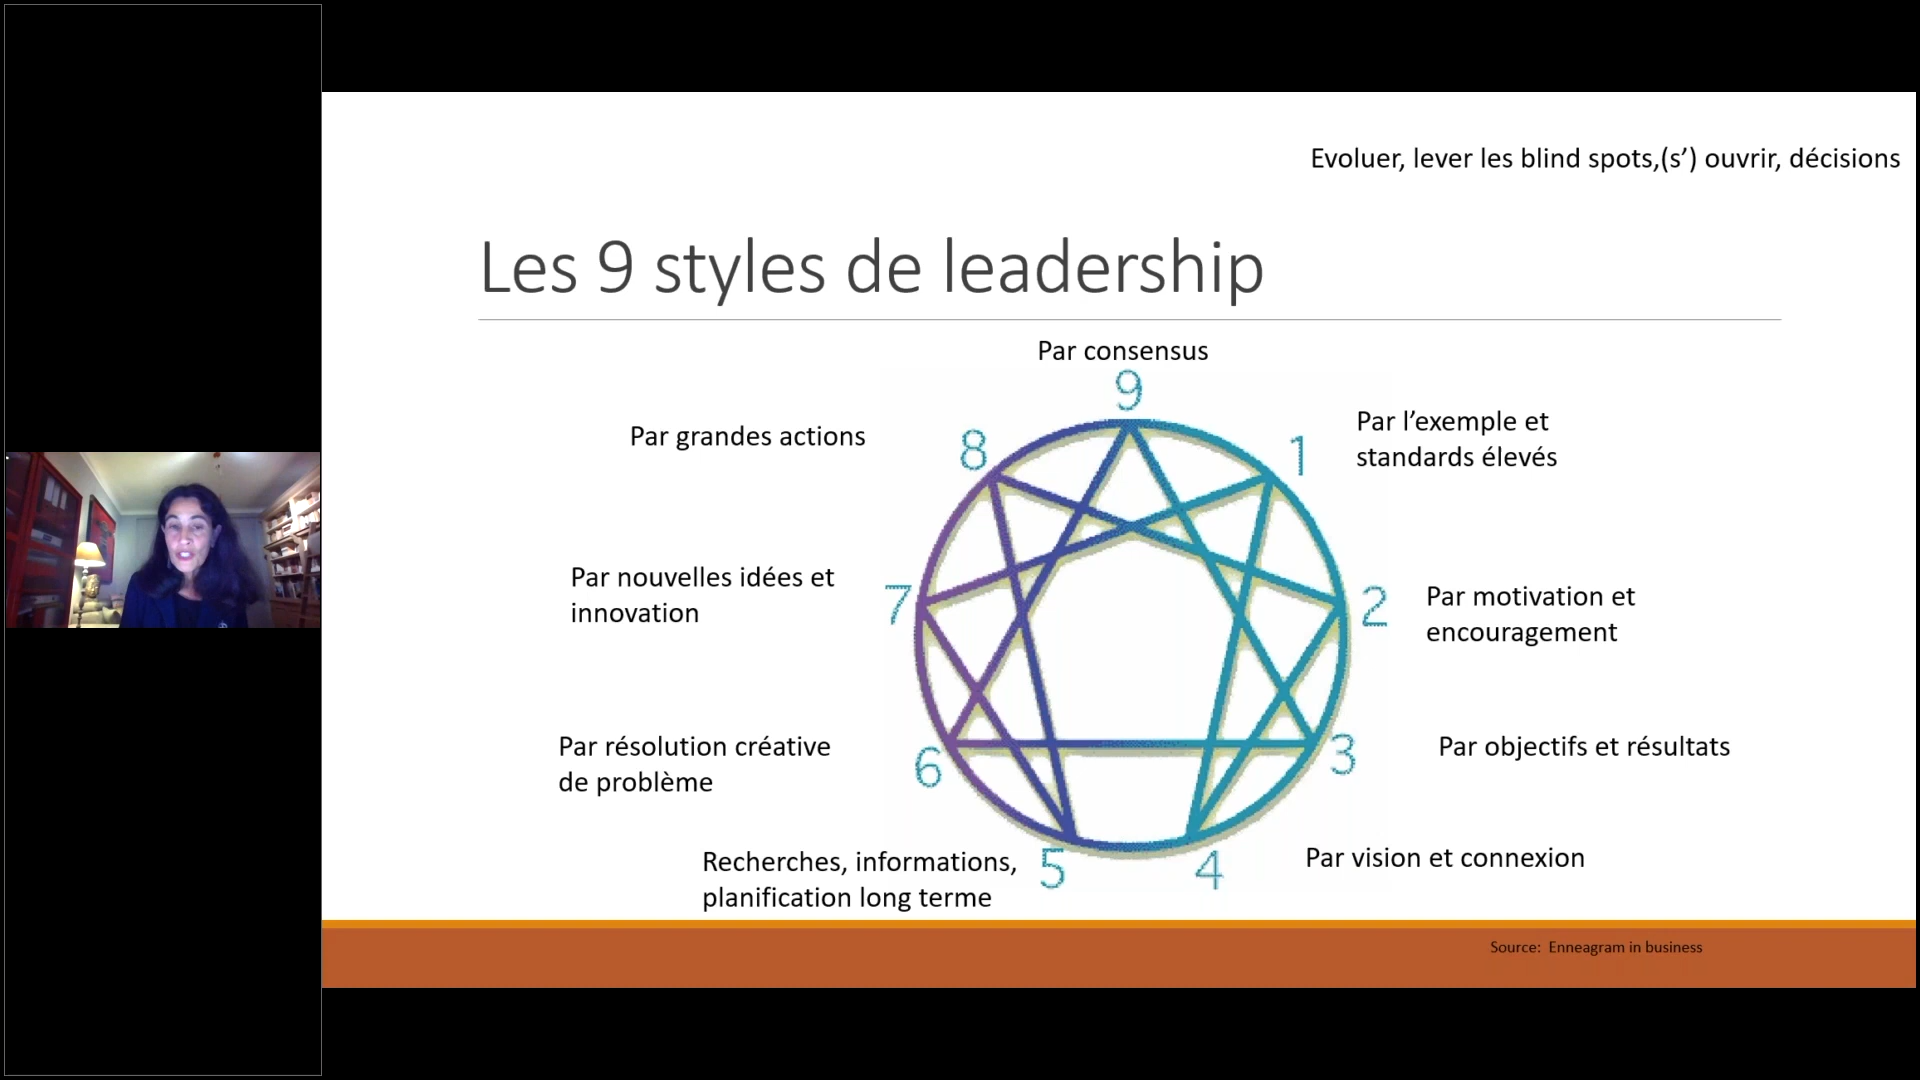 Evoluer, lever les blind spots,(s’) ouvrir, décisions
Les 9 styles de leadership
Par consensus
9
Par grandes actions
8
1
Par l’exemple et
standards élevés
Par nouvelles idées et
innovation
7
2
Par motivation et
encouragement
Par résolution créative
de problème
6
3
Par objectifs et résultats
Recherches, informations,
planification long terme
5
4
Par vision et connexion
Source: Enneagram in business